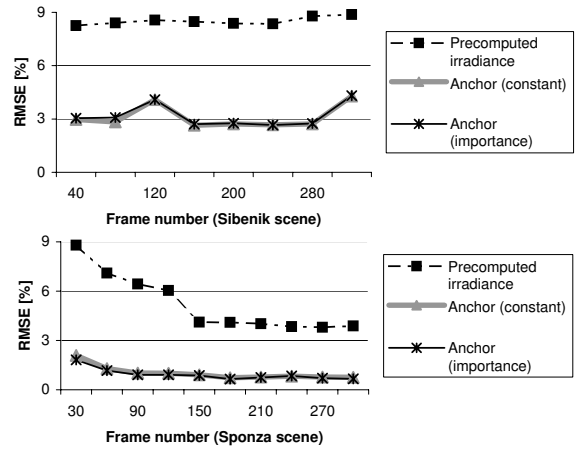 9
6
3
0
RMSE [%]
40 120 200 280
Frame number (Sibenik scene)
Precomputed
irradiance
Anchor (constant)
Anchor
(importance)
9
6
3
0
RMSE [%]
30 90 150 210 270
Frame number (Sponza scene)
Precomputed
irradiance
Anchor (constant)
Anchor
(importance)